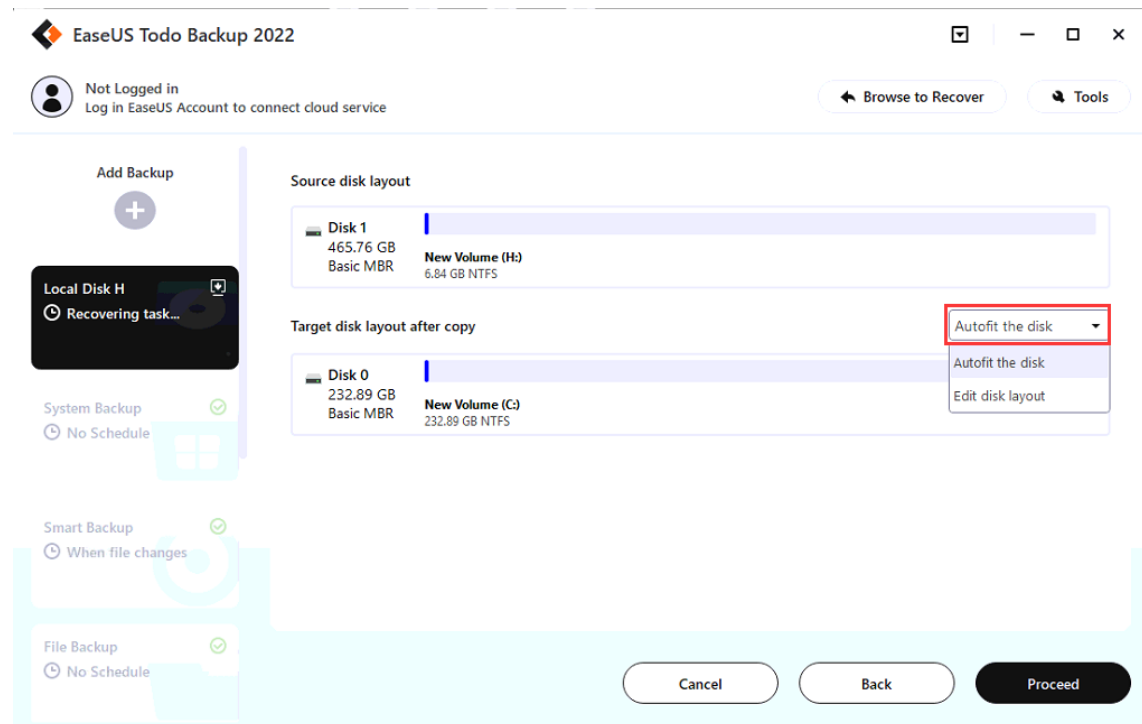 EaseUS Todo Backup 2022
Not Logged in
Log in EaseUS Account to connect cloud service
Browse to Recover
Tools
Add Backup
Local Disk H
Recovering task...
System Backup
No Schedule
Smart Backup
When file changes
File Backup
No Schedule
Source disk layout
Disk 1
465.76 GB
Basic MBR
New Volume (H:)
6.84 GB NTFS
Target disk layout after copy
Autofit the disk
Autofit the disk
Edit disk layout
Disk 0
232.89 GB
Basic MBR
New Volume (C:)
232.89 GB NTFS
Cancel
Back
Proceed